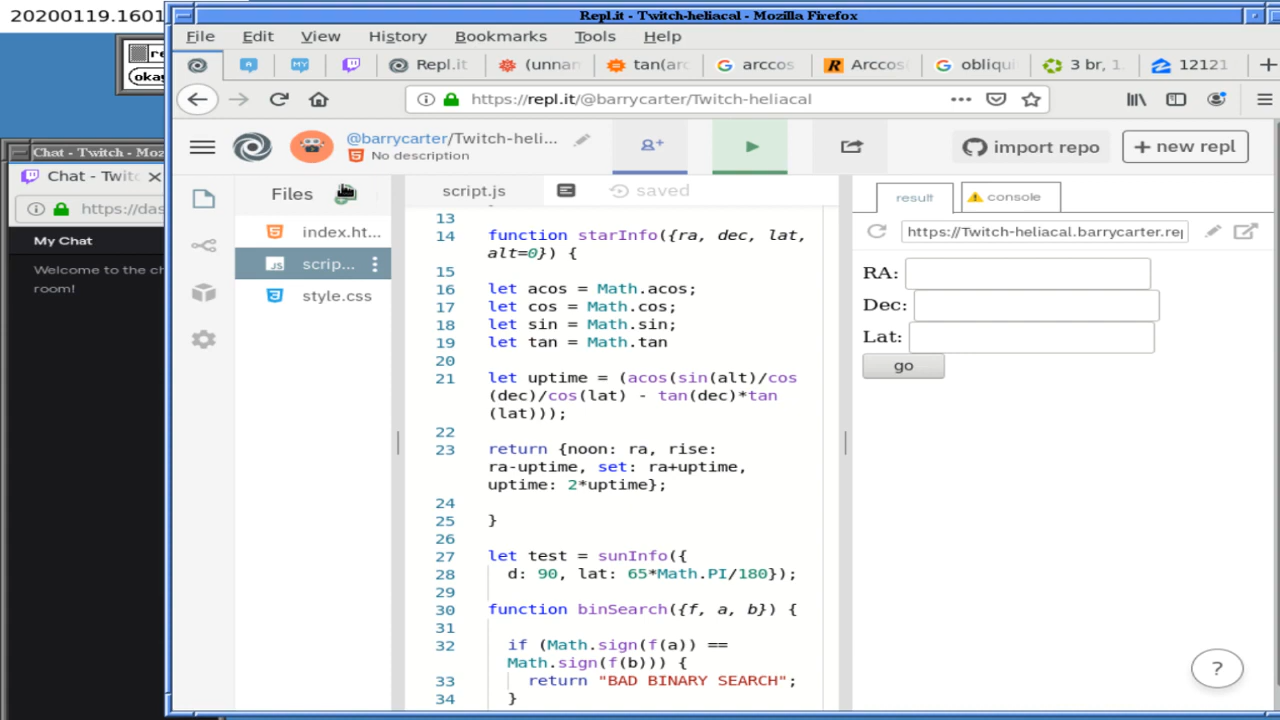 20200119.1601
Repl.it - Twitch-heliacal - Mozilla Firefox
File Edit View History Bookmarks Tools Help
Repl.it (unnar tan(arc arccos Arccos obliqui 3 br, 1. 12121
https://repl.it/@barrycarter/Twitch-heliacal
okay
Chat - Twitch - Moz
Chat - Twitc
https://das
My Chat
Welcome to the ch
room!
@barrycarter/Twitch-heli...
No description
import repo
+ new repl
Files
index.ht...
scrip...
style.css
script.js
saved
13
14 function starInfo({ra, dec, lat,
alt=0}) {
15
16 let acos = Math.acos;
17 let cos = Math.cos;
18 let sin = Math.sin;
19 let tan = Math.tan
20
21 let uptime = (acos(sin(alt)/cos
(dec)/cos(lat) - tan(dec)*tan
(lat)));
22
23 return {noon: ra, rise:
ra-uptime, set: ra+uptime,
uptime: 2*uptime};
24
25 }
26
27 let test = sunInfo({
28 d: 90, lat: 65*Math.PI/180});
29
30 function binSearch({f, a, b}) {
31
32 if (Math.sign(f(a)) ==
Math.sign(f(b))) {
33 return "BAD BINARY SEARCH";
34 }
result console
https://Twitch-heliacal.barrycarter.rep
RA:
Dec:
Lat:
go
?